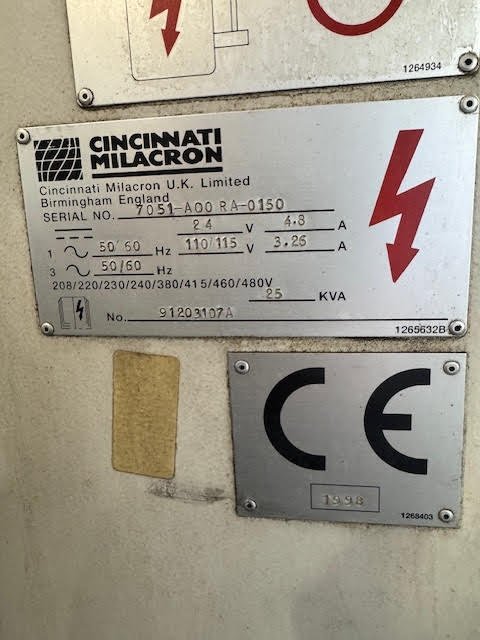 1264934
CINCINNATI
MILACRON
Cincinnati Milacron U.K. Limited
Birmingham England
SERIAL NO. 7051-A00 RA-0150
24 V 4.8 A
1 ~ 50/60 Hz 110/115 V 3.26 A
3 ~ 50/60 Hz
208/220/230/240/380/415/460/480V
25 KVA
No. 91203107A
1265632B
CE
1998
1268403